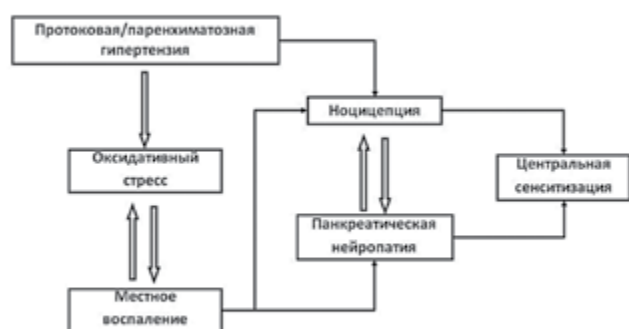 Протоковая/паренхиматозная
гипертензия
Ноцицепция
Оксидативный
стресс
Центральная
сенситизация
Панкреатическая
нейропатия
Местное
воспаление